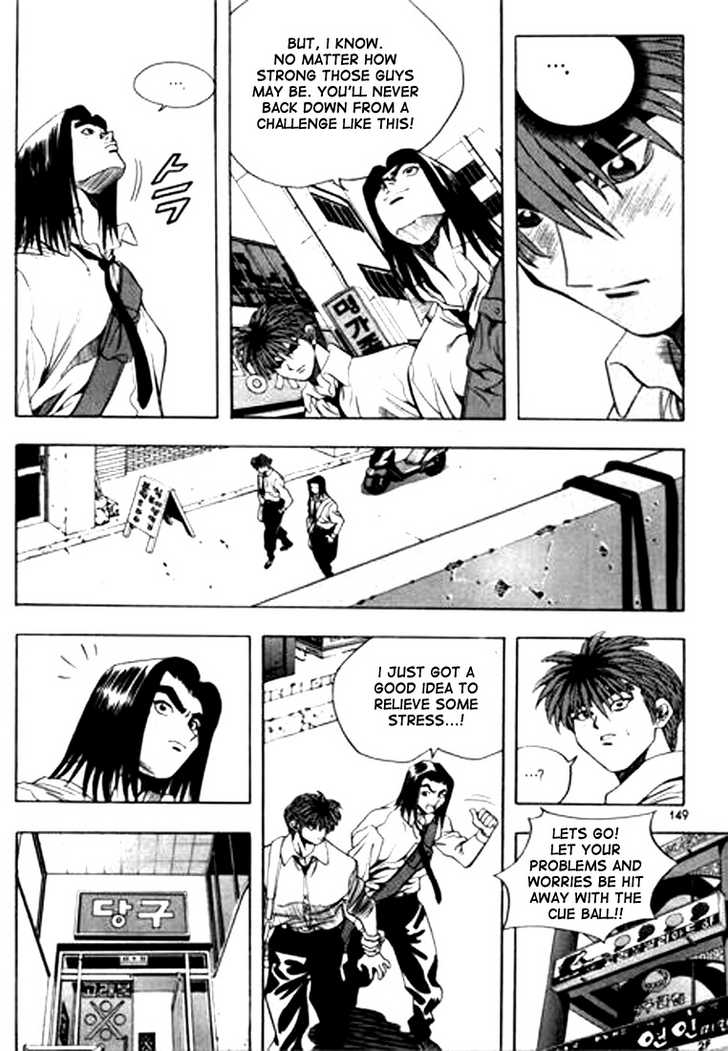 ...
BUT, I KNOW.
NO MATTER HOW
STRONG THOSE GUYS
MAY BE. YOU'LL NEVER
BACK DOWN FROM A
CHALLENGE LIKE THIS!
...
I JUST GOT A
GOOD IDEA TO
RELIEVE SOME
STRESS...!
...?
149
당구
LETS GO!
LET YOUR
PROBLEMS AND
WORRIES BE HIT
AWAY WITH THE
CUE BALL!!
연인